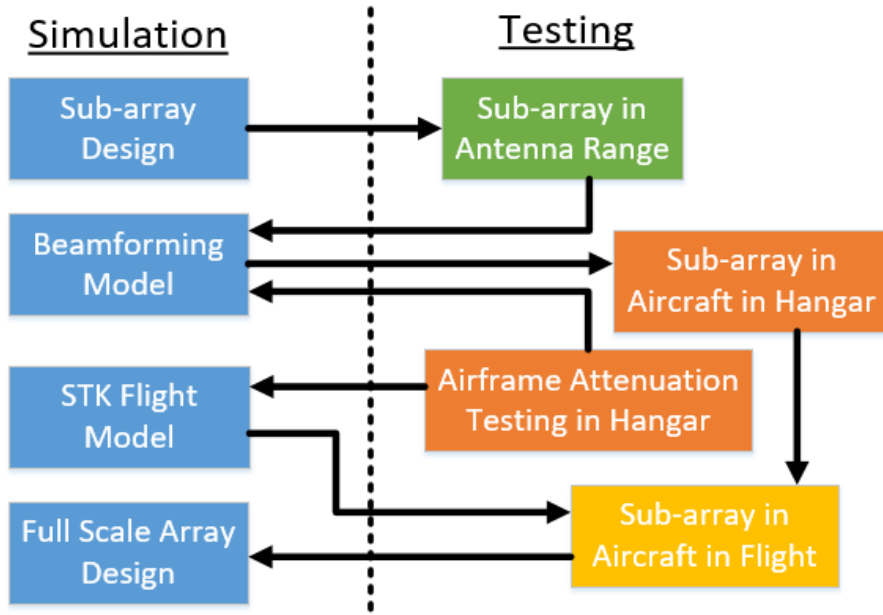 Simulation
Testing
Sub-array
Design
Sub-array in
Antenna Range
Beamforming
Model
Sub-array in
Aircraft in Hangar
STK Flight
Model
Airframe Attenuation
Testing in Hangar
Full Scale Array
Design
Sub-array in
Aircraft in Flight